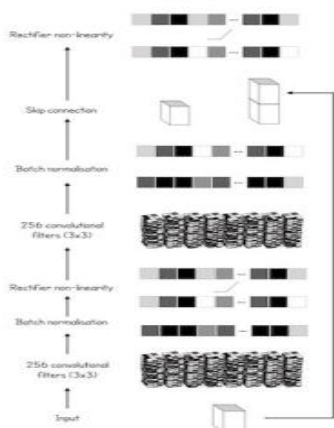 Rectifier non-linearity
Skip connection
Batch normalisation
256 convolutional
filters (3x3)
Rectifier non-linearity
Batch normalisation
256 convolutional
filters (3x3)
Input